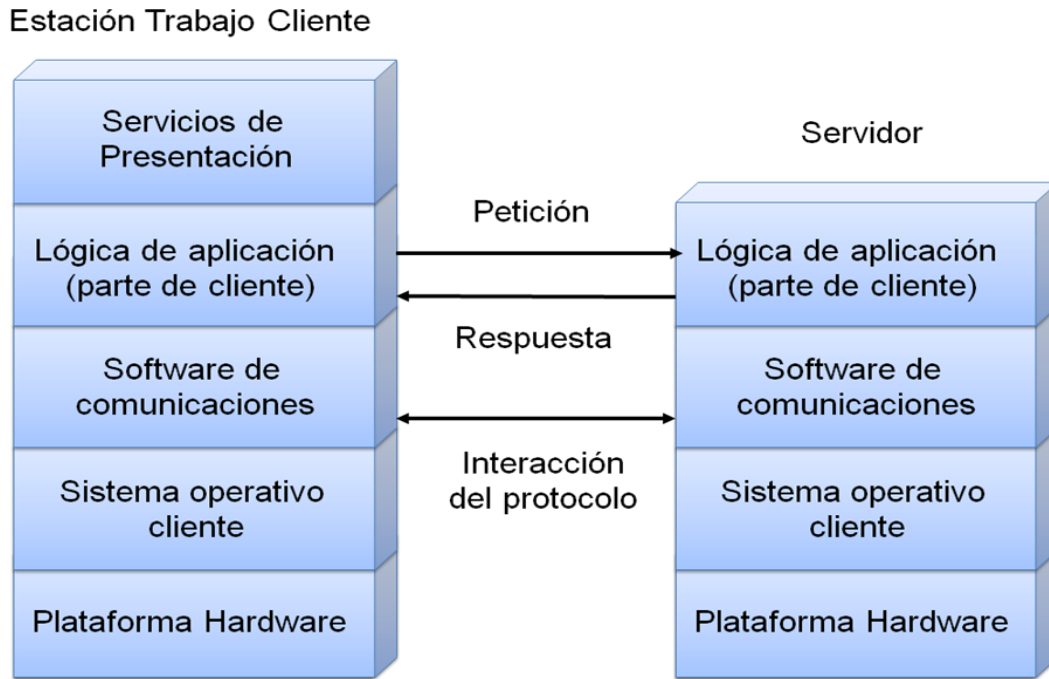 Estación Trabajo Cliente
Servicios de
Presentación
Lógica de aplicación
(parte de cliente)
Software de
comunicaciones
Sistema operativo
cliente
Plataforma Hardware
Petición
Respuesta
Interacción
del protocolo
Servidor
Lógica de aplicación
(parte de cliente)
Software de
comunicaciones
Sistema operativo
cliente
Plataforma Hardware